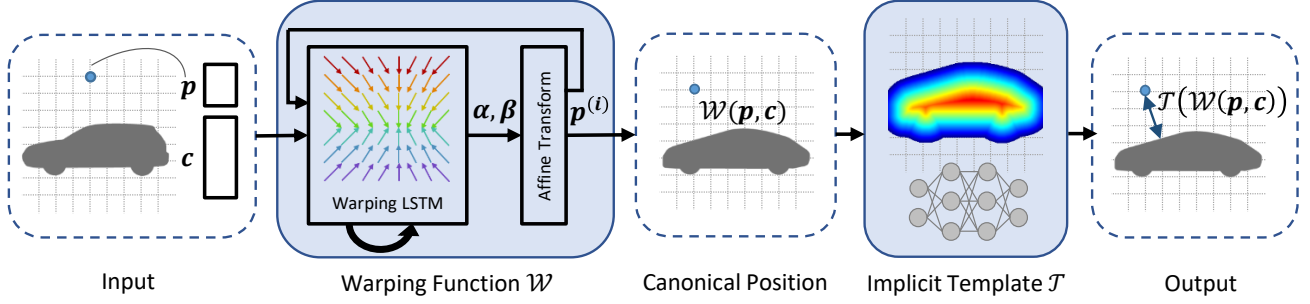 p
c
Warping LSTM
α, β
Affine Transform
p⁽ⁱ⁾
𝒲(p, c)
𝒯(𝒲(p, c))
Input
Warping Function 𝒲
Canonical Position
Implicit Template 𝒯
Output